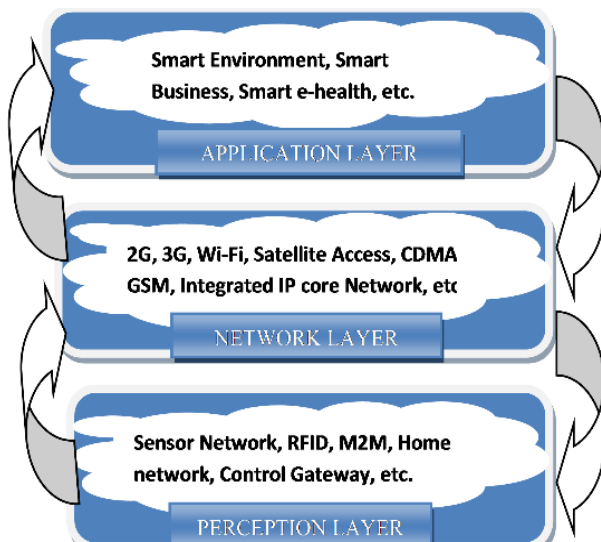 Smart Environment, Smart
Business, Smart e-health, etc.
APPLICATION LAYER
2G, 3G, Wi-Fi, Satellite Access, CDMA
GSM, Integrated IP core Network, etc
NETWORK LAYER
Sensor Network, RFID, M2M, Home
network, Control Gateway, etc.
PERCEPTION LAYER